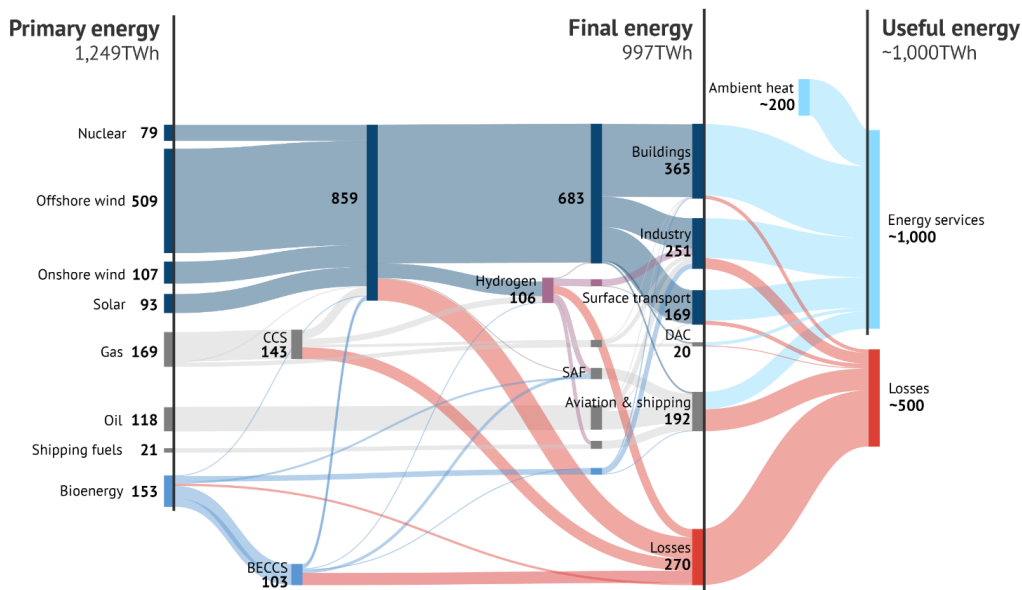 Primary energy
1,249TWh
Final energy
997TWh
Useful energy
~1,000TWh
Ambient heat
~200
Nuclear 79
Offshore wind 509
Onshore wind 107
Solar 93
Gas 169
Oil 118
Shipping fuels 21
Bioenergy 153
859
CCS
143
BECCS
103
683
Hydrogen
106
SAF
Buildings
365
Industry
251
Surface transport
169
DAC
20
Aviation & shipping
192
Losses
270
Energy services
~1,000
Losses
~500